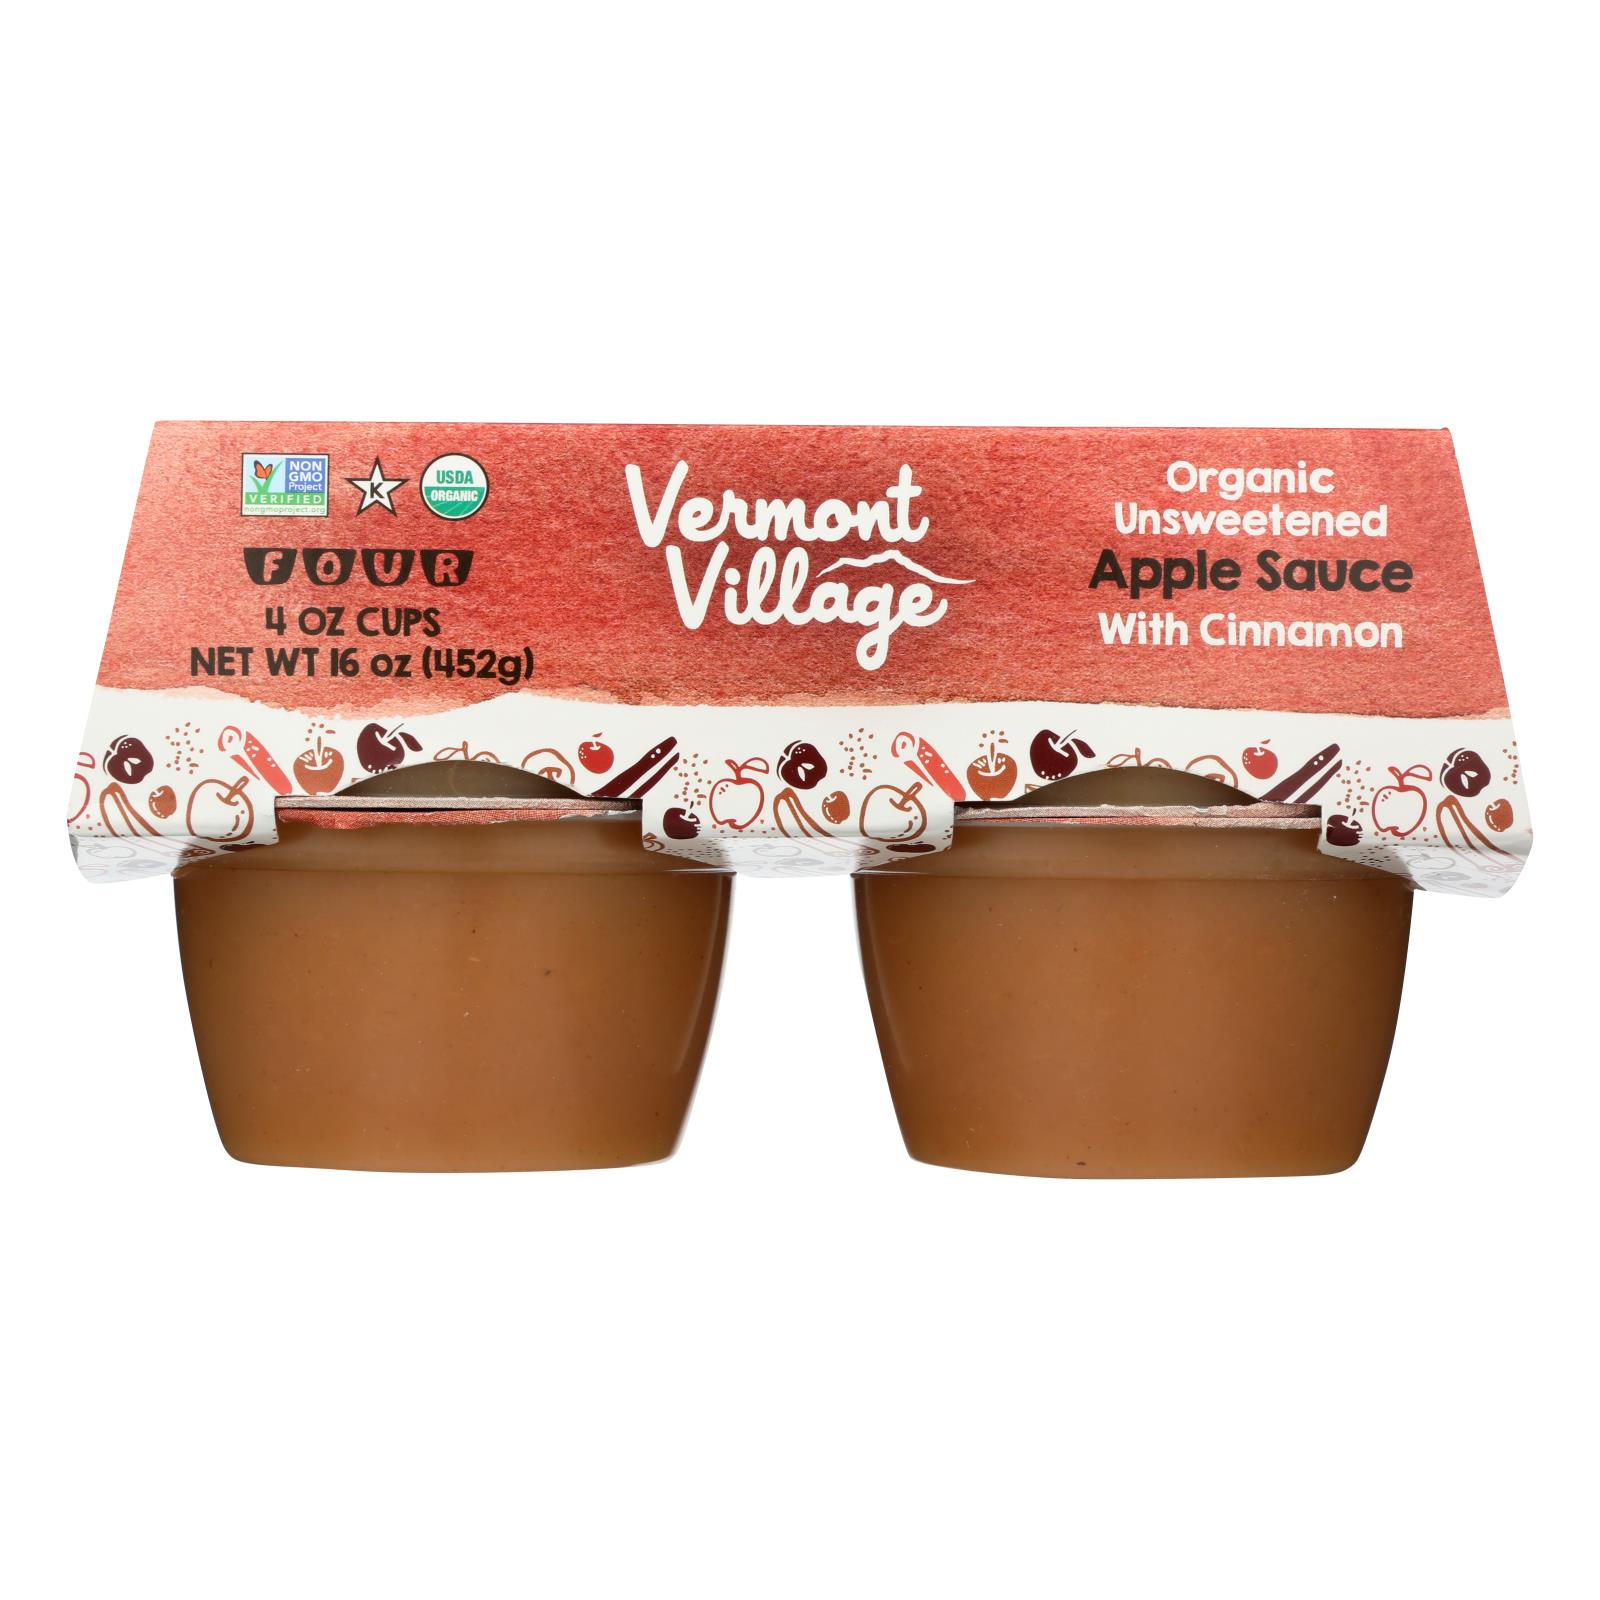 NON
GMO
Project
VERIFIED
nongmoproject.org
K
USDA
ORGANIC
FOUR
4 OZ CUPS
NET WT 16 oz (452g)
Vermont
Village
Organic
Unsweetened
Apple Sauce
With Cinnamon